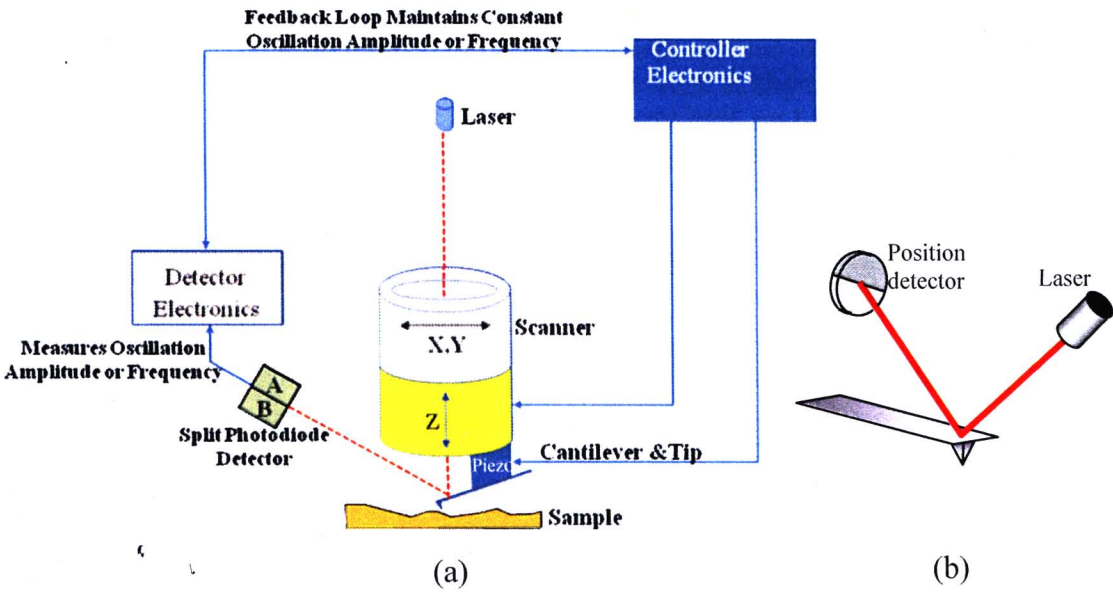 Feedback Loop Maintains Constant
Oscillation Amplitude or Frequency
Controller
Electronics
Laser
Detector
Electronics
Scanner
X,Y
Measures Oscillation
Amplitude or Frequency
A
B
Z
Split Photodiode
Detector
Piezo
Cantilever &Tip
Sample
(a)
Position
detector
Laser
(b)